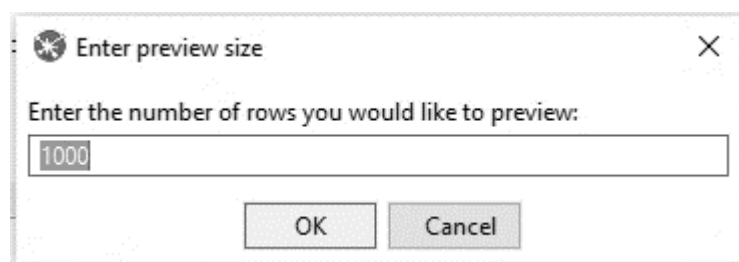 Enter preview size
Enter the number of rows you would like to preview:
1000
OK Cancel